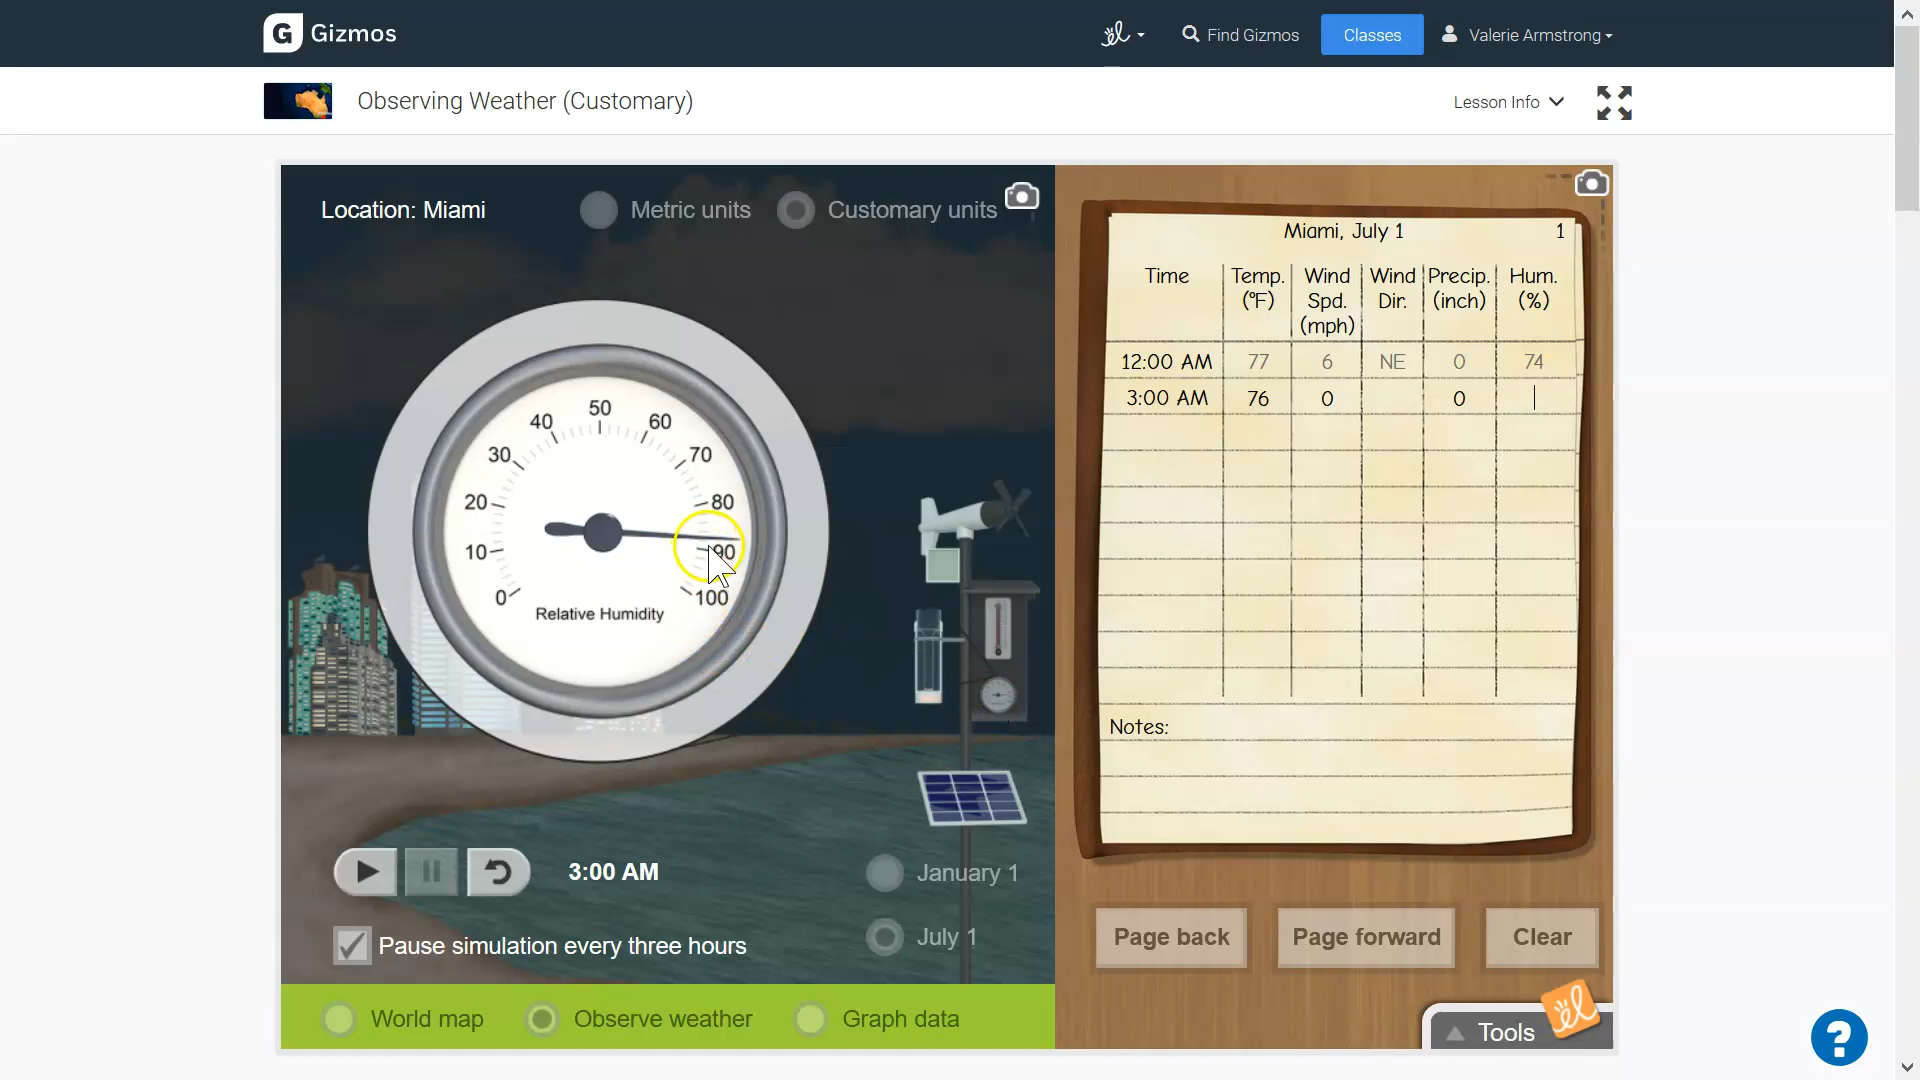 G Gizmos
Find Gizmos
Classes
Valerie Armstrong
Observing Weather (Customary)
Lesson Info
Location: Miami
Metric units
Customary units
0 10 20 30 40 50 60 70 80 90 100
Relative Humidity
3:00 AM
January 1
July 1
Pause simulation every three hours
World map
Observe weather
Graph data
Miami, July 1 1
Time Temp. (°F) Wind Spd. (mph) Wind Dir. Precip. (inch) Hum. (%)
12:00 AM 77 6 NE 0 74
3:00 AM 76 0 0
Notes:
Page back
Page forward
Clear
Tools
?